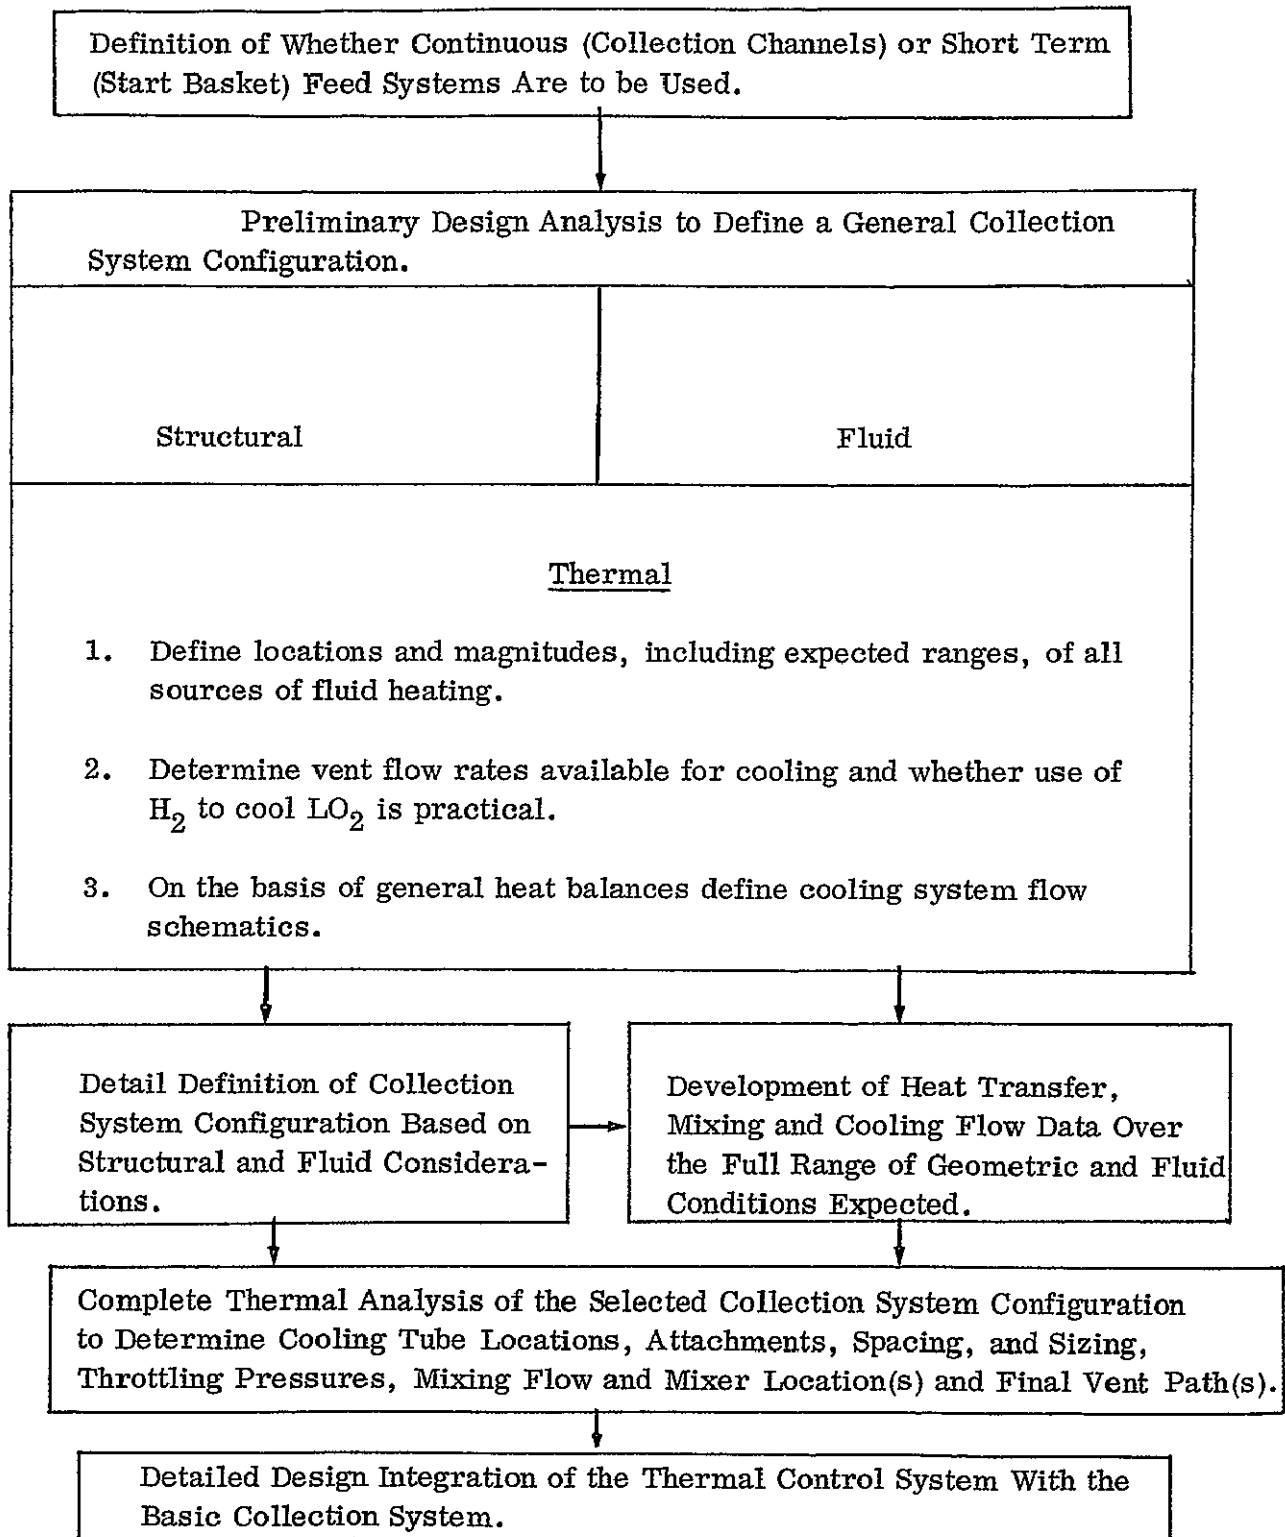 Definition of Whether Continuous (Collection Channels) or Short Term
(Start Basket) Feed Systems Are to be Used.
Preliminary Design Analysis to Define a General Collection
System Configuration.
Structural
Fluid
Thermal
1. Define locations and magnitudes, including expected ranges, of all
sources of fluid heating.
2. Determine vent flow rates available for cooling and whether use of
H₂ to cool LO₂ is practical.
3. On the basis of general heat balances define cooling system flow
schematics.
Detail Definition of Collection
System Configuration Based on
Structural and Fluid Considera-
tions.
Development of Heat Transfer,
Mixing and Cooling Flow Data Over
the Full Range of Geometric and Fluid
Conditions Expected.
Complete Thermal Analysis of the Selected Collection System Configuration
to Determine Cooling Tube Locations, Attachments, Spacing, and Sizing,
Throttling Pressures, Mixing Flow and Mixer Location(s) and Final Vent Path(s).
Detailed Design Integration of the Thermal Control System With the
Basic Collection System.